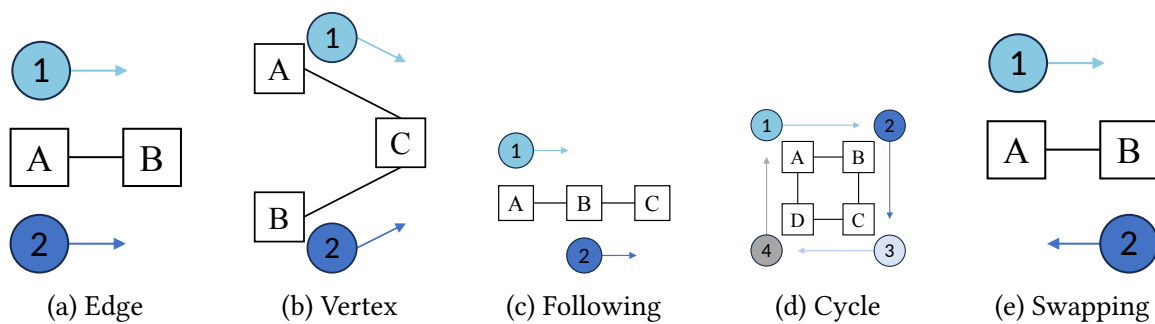 1
A B
2
(a) Edge
1
A
C
B
2
(b) Vertex
1
A B C
2
(c) Following
1 2
A B
D C
4 3
(d) Cycle
1
A B
2
(e) Swapping